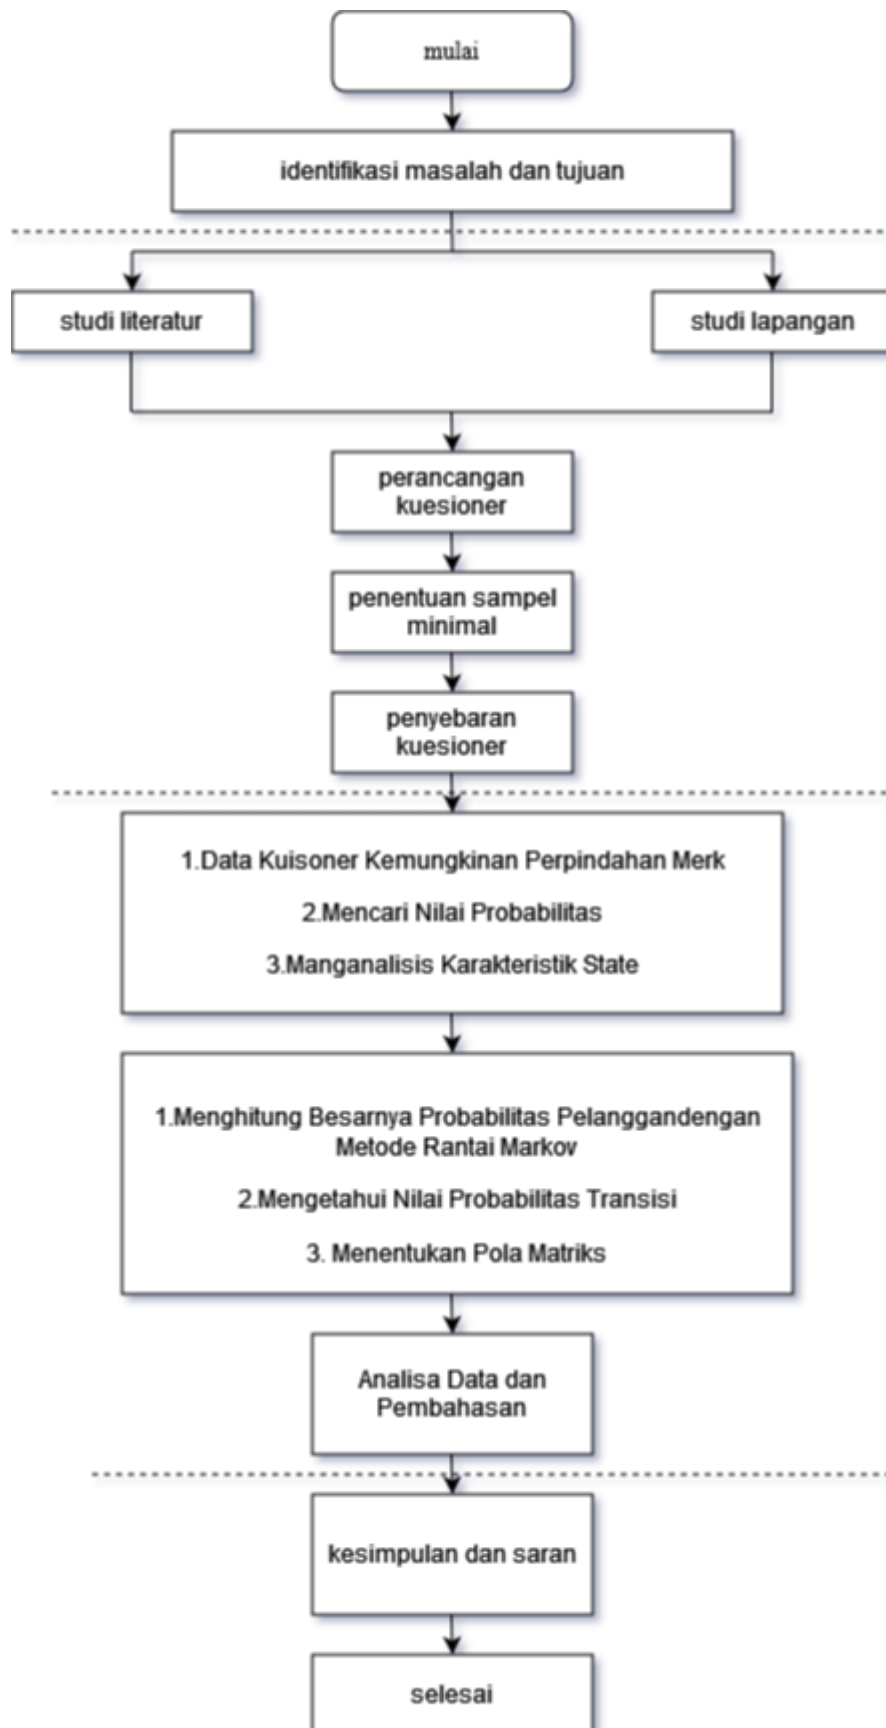 mulai
identifikasi masalah dan tujuan
studi literatur
studi lapangan
perancangan
kuesioner
penentuan sampel
minimal
penyebaran
kuesioner
1.Data Kuisoner Kemungkinan Perpindahan Merk
2.Mencari Nilai Probabilitas
3.Manganalisis Karakteristik State
1.Menghitung Besarnya Probabilitas Pelanggandengan
Metode Rantai Markov
2.Mengetahui Nilai Probabilitas Transisi
3. Menentukan Pola Matriks
Analisa Data dan
Pembahasan
kesimpulan dan saran
selesai